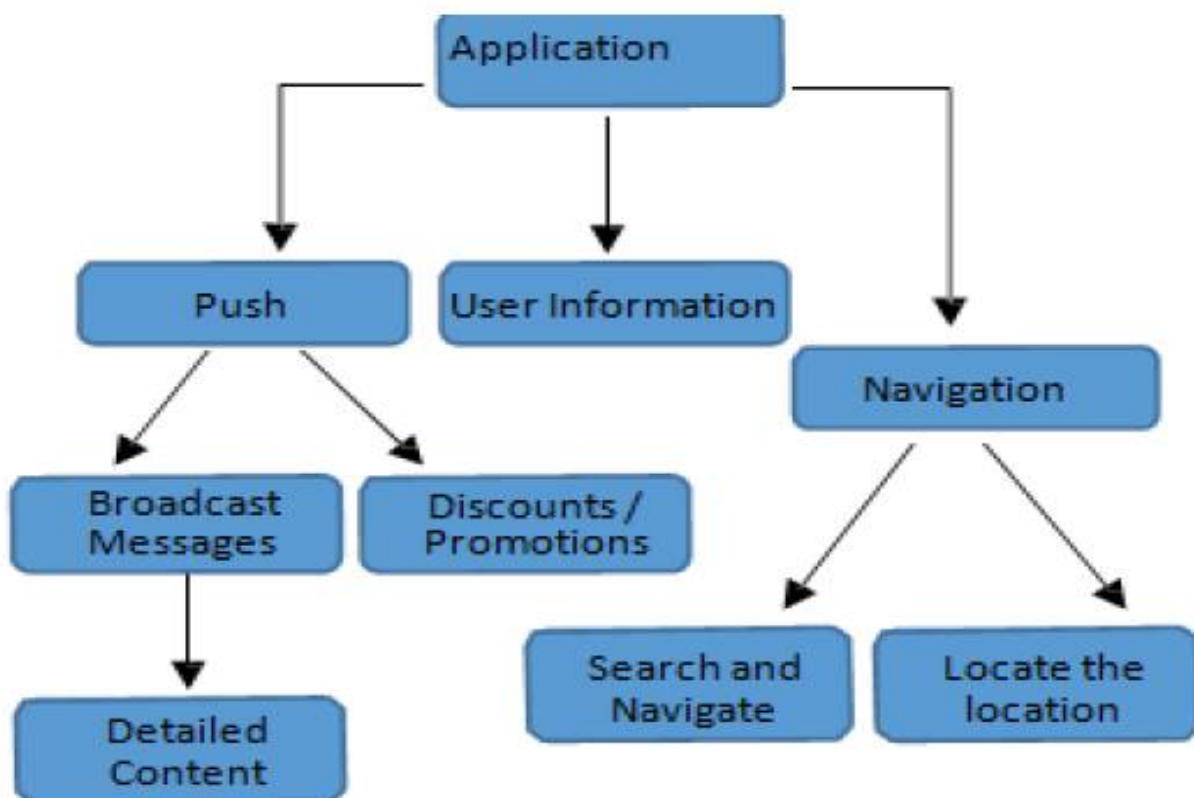 Application
Push
User Information
Navigation
Broadcast
Messages
Discounts /
Promotions
Search and
Navigate
Locate the
location
Detailed
Content